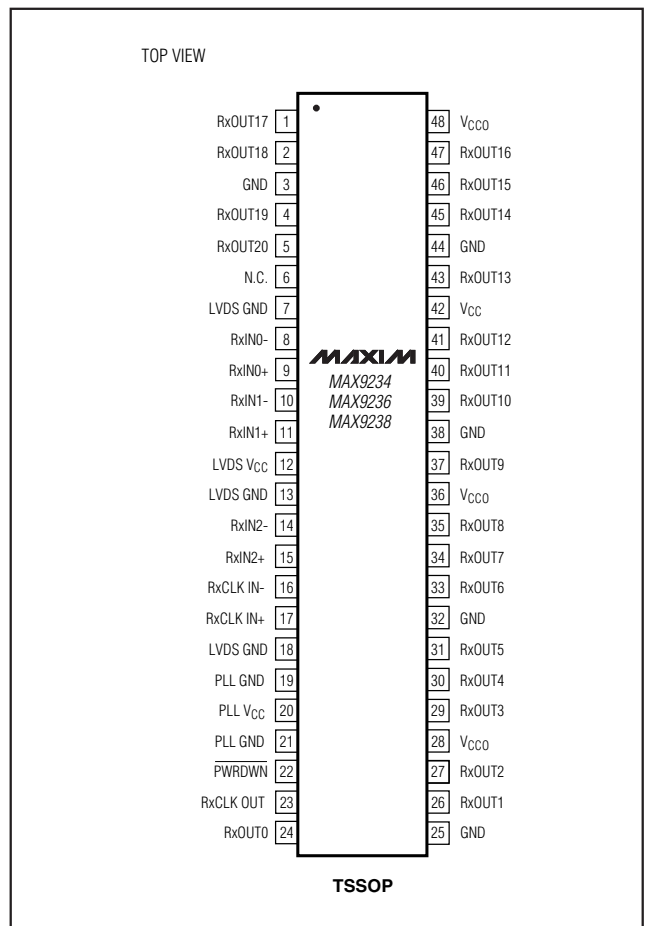 TOP VIEW
RxOUT17 1
RxOUT18 2
GND 3
RxOUT19 4
RxOUT20 5
N.C. 6
LVDS GND 7
RxIN0- 8
RxIN0+ 9
RxIN1- 10
RxIN1+ 11
LVDS VCC 12
LVDS GND 13
RxIN2- 14
RxIN2+ 15
RxCLK IN- 16
RxCLK IN+ 17
LVDS GND 18
PLL GND 19
PLL VCC 20
PLL GND 21
PWRDWN 22
RxCLK OUT 23
RxOUT0 24
MAXIM
MAX9234
MAX9236
MAX9238
48 VCCO
47 RxOUT16
46 RxOUT15
45 RxOUT14
44 GND
43 RxOUT13
42 VCC
41 RxOUT12
40 RxOUT11
39 RxOUT10
38 GND
37 RxOUT9
36 VCCO
35 RxOUT8
34 RxOUT7
33 RxOUT6
32 GND
31 RxOUT5
30 RxOUT4
29 RxOUT3
28 VCCO
27 RxOUT2
26 RxOUT1
25 GND
TSSOP